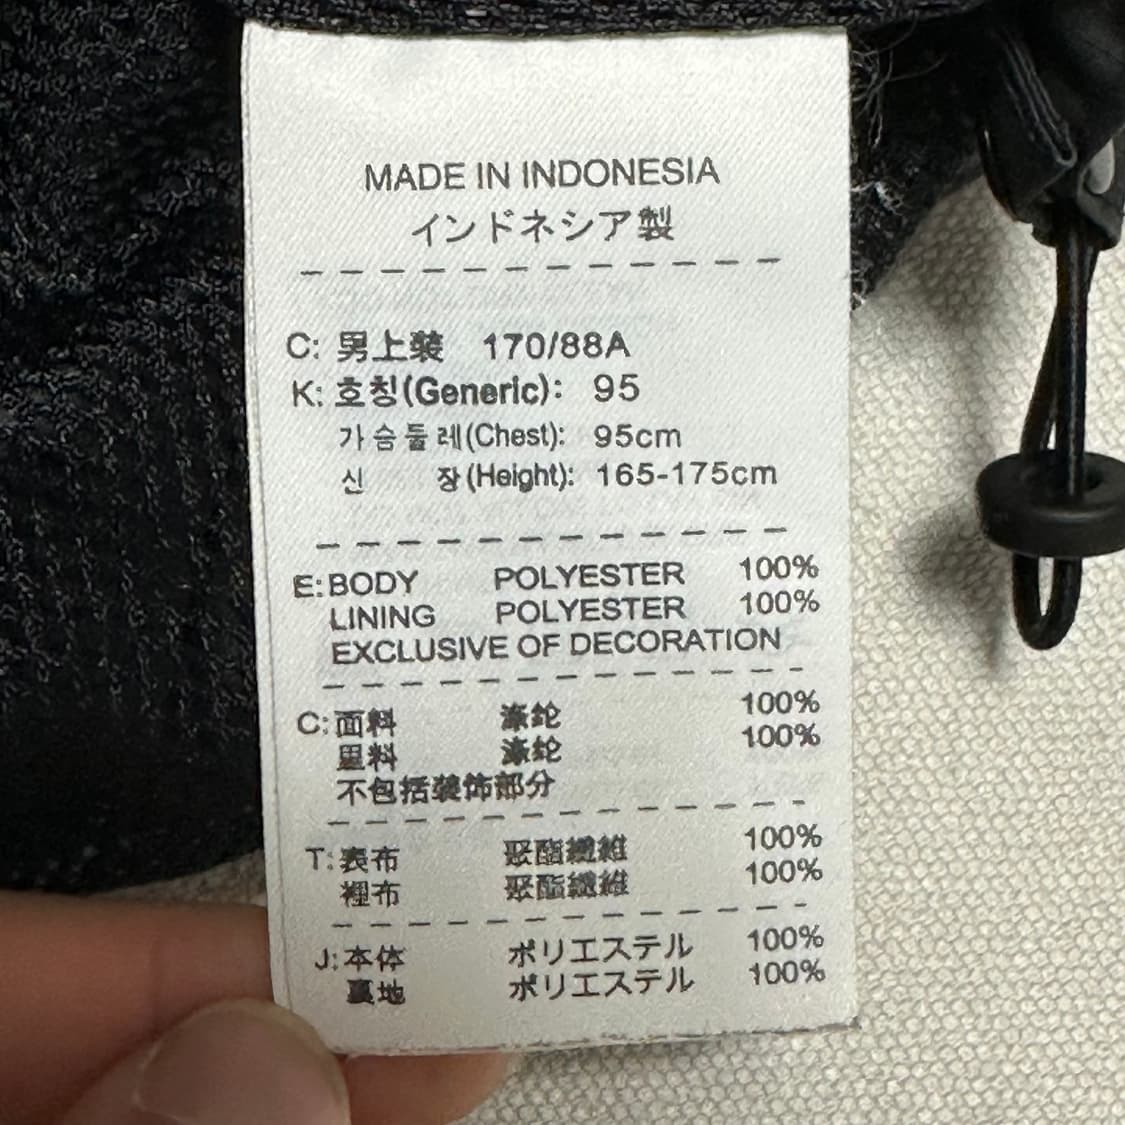 MADE IN INDONESIA
インドネシア製
C: 男上装 170/88A
K: 호칭(Generic): 95
가슴둘레(Chest): 95cm
신 장(Height): 165-175cm
E: BODY POLYESTER 100%
LINING POLYESTER 100%
EXCLUSIVE OF DECORATION
C: 面料 涤纶 100%
里料 涤纶 100%
不包括装饰部分
T: 表布 聚酯纖維 100%
裡布 聚酯纖維 100%
J: 本体 ポリエステル 100%
裏地 ポリエステル 100%